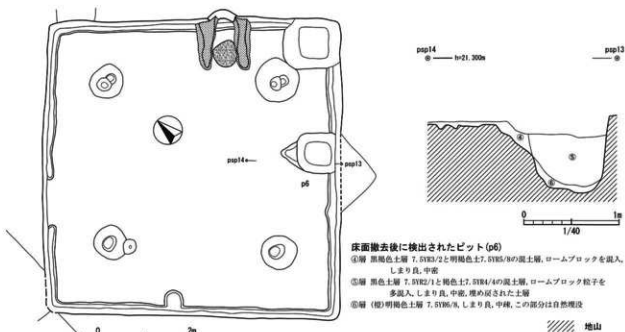 psp14
psp13
h=21.300m
psp14
psp13
p6
④
⑤
⑥
0
1m
1/40
床面撤去後に検出されたピット(p6)
④層 黒褐色土層 7.5YR3/2と明褐色土7.5YR5/8の混土層、ロームブロックを混入、
しまり良、中密
⑤層 黒色土層 7.5YR2/1と褐色土7.5YR4/4の混土層、ロームブロック粒子を
多混入、しまり良、中密、埋め戻された土層
⑥層 (橙)明褐色土層 7.5YR6/8、しまり良、中疎、この部分は自然埋没
0
2m
地山